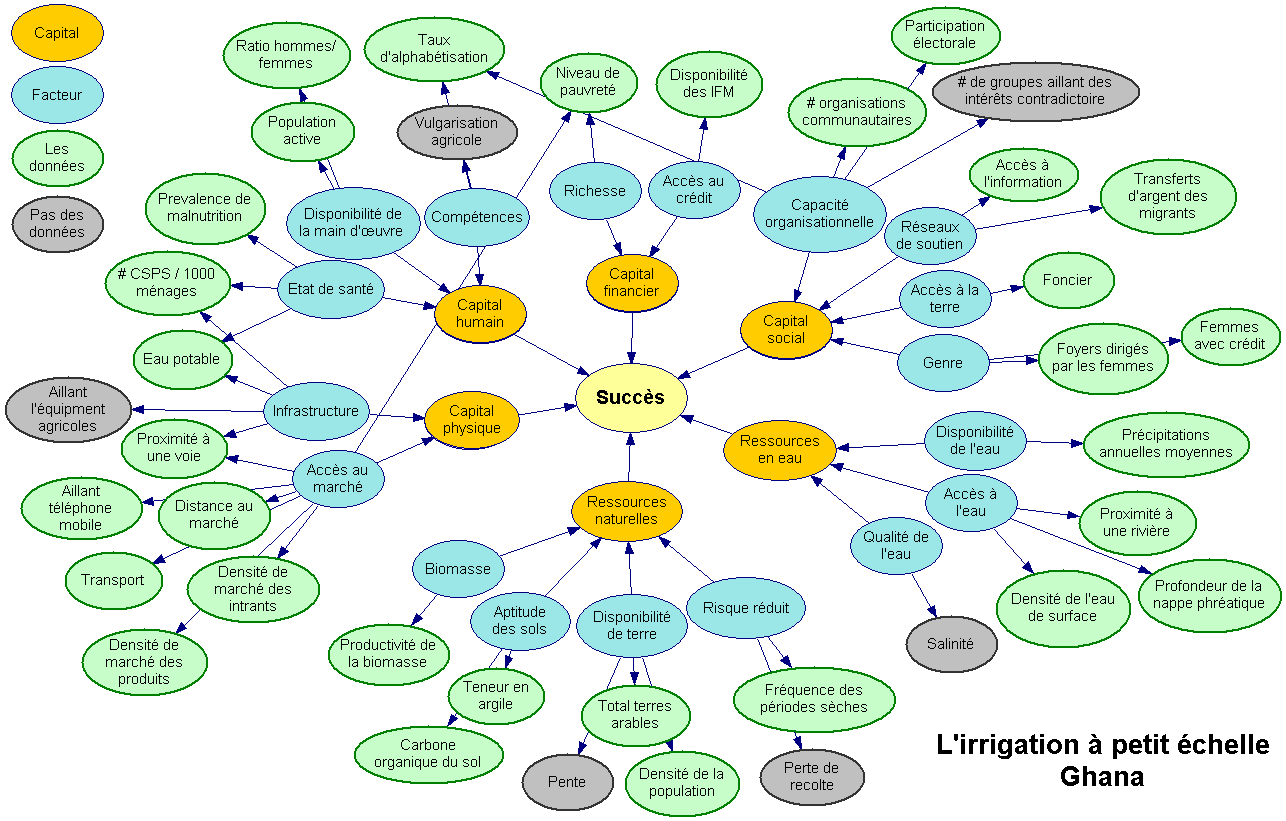 Capital
Facteur
Les
données
Pas des
données
Ratio hommes/
femmes
Taux
d'alphabétisation
Niveau de
pauvreté
Disponibilité
des IFM
Participation
électorale
# de groupes aillant des
intérêts contradictoire
# organisations
communautaires
Population
active
Vulgarisation
agricole
Accès à
l'information
Transferts
d'argent des
migrants
Prevalence de
malnutrition
Disponibilité de
la main d'œuvre
Compétences
Richesse
Accès au
crédit
Capacité
organisationnelle
Réseaux
de soutien
# CSPS / 1000
ménages
Etat de santé
Capital
humain
Capital
financier
Capital
social
Accès à la
terre
Foncier
Eau potable
Genre
Foyers dirigés
par les femmes
Femmes
avec crédit
Aillant
l'équipment
agricoles
Infrastructure
Capital
physique
Succès
Ressources
en eau
Disponibilité
de l'eau
Précipitations
annuelles moyennes
Proximité à
une voie
Accès au
marché
Aillant
téléphone
mobile
Distance au
marché
Ressources
naturelles
Accès à
l'eau
Proximité à
une rivière
Qualité de
l'eau
Transport
Densité de
marché des
intrants
Biomasse
Aptitude
des sols
Disponibilité
de terre
Risque réduit
Densité de l'eau
de surface
Profondeur de la
nappe phréatique
Salinité
Densité de
marché des
produits
Productivité de
la biomasse
Teneur en
argile
Total terres
arables
Fréquence des
périodes sèches
Carbone
organique du sol
Pente
Densité de la
population
Perte de
recolte
L'irrigation à petit échelle
Ghana